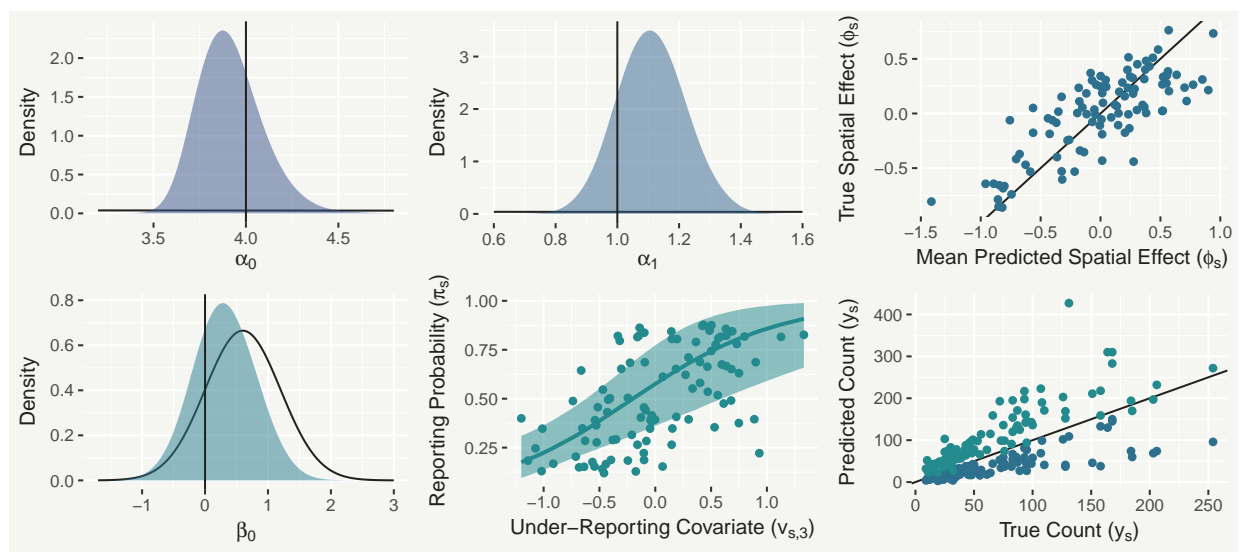 Density
2.0
1.5
1.0
0.5
0.0
3.5 4.0 4.5
α₀
Density
3
2
1
0
0.6 0.8 1.0 1.2 1.4 1.6
α₁
True Spatial Effect (ϕₛ)
0.5
0.0
−0.5
−1.5 −1.0 −0.5 0.0 0.5 1.0
Mean Predicted Spatial Effect (ϕₛ)
Density
0.8
0.6
0.4
0.2
0.0
−1 0 1 2 3
β₀
Reporting Probability (πₛ)
1.00
0.75
0.50
0.25
−1.0 −0.5 0.0 0.5 1.0
Under−Reporting Covariate (vₛ,₃)
Predicted Count (yₛ)
400
300
200
100
0
0 50 100 150 200 250
True Count (yₛ)